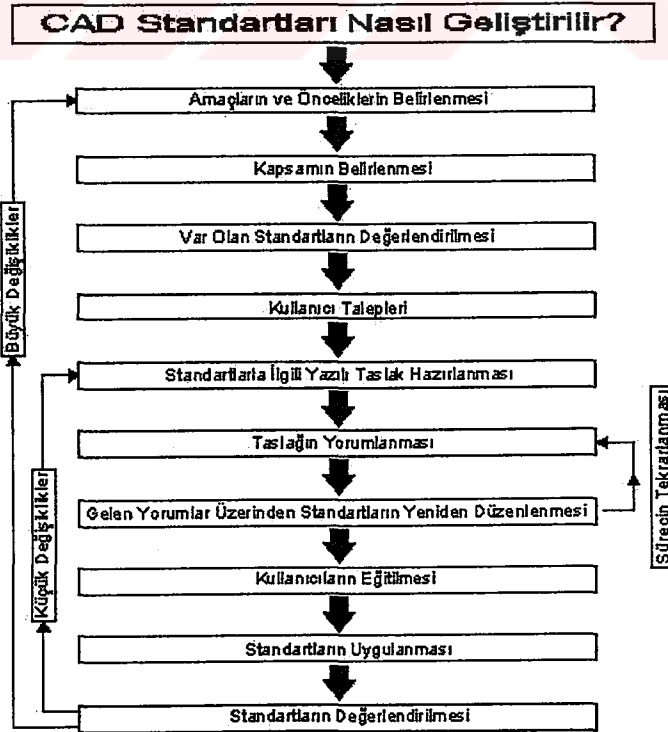 CAD Standartları Nasıl Geliştirilir?
Amaçların ve Önceliklerin Belirlenmesi
Kapsamın Belirlenmesi
Var Olan Standartların Değerlendirilmesi
Kullanıcı Talepleri
Standartlarla İlgili Yazılı Taslak Hazırlanması
Taslağın Yorumlanması
Gelen Yorumlar Üzerinden Standartların Yeniden Düzenlenmesi
Kullanıcıların Eğitilmesi
Standartların Uygulanması
Standartların Değerlendirilmesi
Büyük Değişiklikler
Küçük Değişiklikler
Sürecin Tekrarlanması